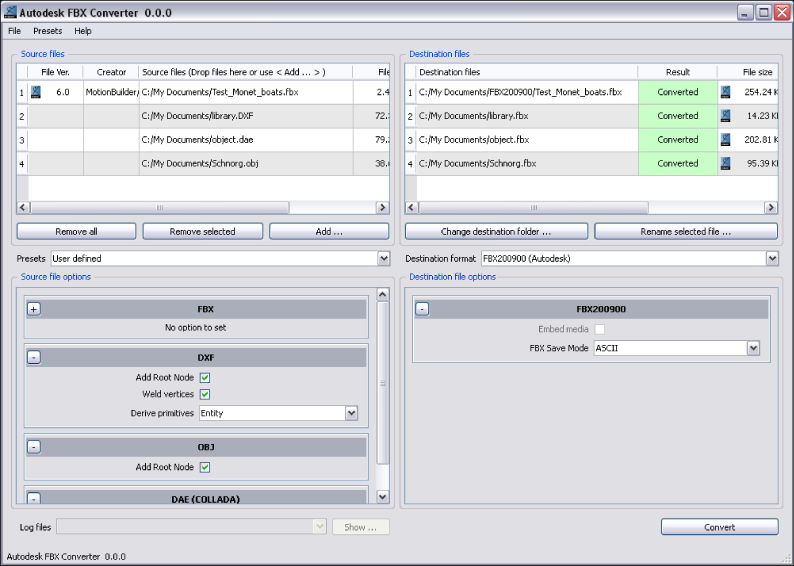 Autodesk FBX Converter 0.0.0
File Presets Help
Source files
File Ver. Creator Source files (Drop files here or use < Add ... > ) File
1 6.0 MotionBuilder/ C:/My Documents/Test_Monet_boats.fbx 2.4
2 C:/My Documents/library.DXF 72.
3 C:/My Documents/object.dae 79.
4 C:/My Documents/Schnorg.obj 38.
Remove all Remove selected Add ...
Destination files
Destination files Result File size
1 C:/My Documents/FBX200900/Test_Monet_boats.fbx Converted 254.24 K
2 C:/My Documents/library.fbx Converted 14.23 K
3 C:/My Documents/object.fbx Converted 202.81 K
4 C:/My Documents/Schnorg.fbx Converted 95.39 K
Change destination folder ... Rename selected file ...
Presets User defined
Destination format FBX200900 (Autodesk)
Source file options
+ FBX
No option to set
- DXF
Add Root Node
Weld vertices
Derive primitives Entity
- OBJ
Add Root Node
- DAE (COLLADA)
Destination file options
- FBX200900
Embed media
FBX Save Mode ASCII
Log files Show ...
Convert
Autodesk FBX Converter 0.0.0